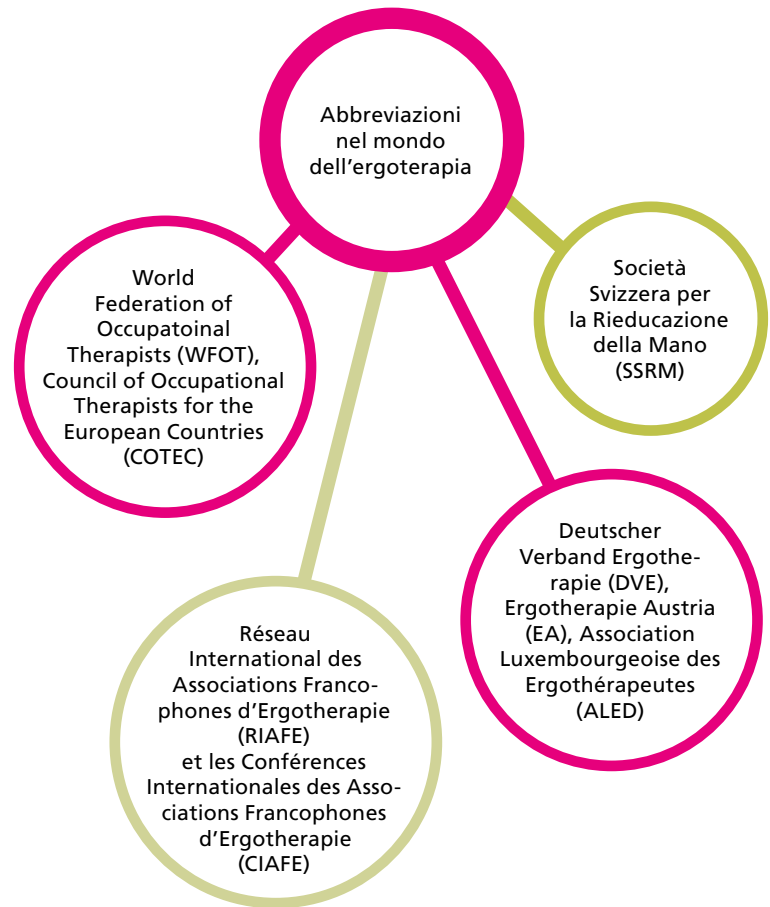 Abbreviazioni
nel mondo
dell'ergoterapia
World
Federation of
Occupatoinal
Therapists (WFOT),
Council of Occupational
Therapists for the
European Countries
(COTEC)
Società
Svizzera per
la Rieducazione
della Mano
(SSRM)
Deutscher
Verband Ergothe-
rapie (DVE),
Ergotherapie Austria
(EA), Association
Luxembourgeoise des
Ergothérapeutes
(ALED)
Réseau
International des
Associations Franco-
phones d'Ergotherapie
(RIAFE)
et les Conférences
Internationales des Asso-
ciations Francophones
d'Ergotherapie
(CIAFE)